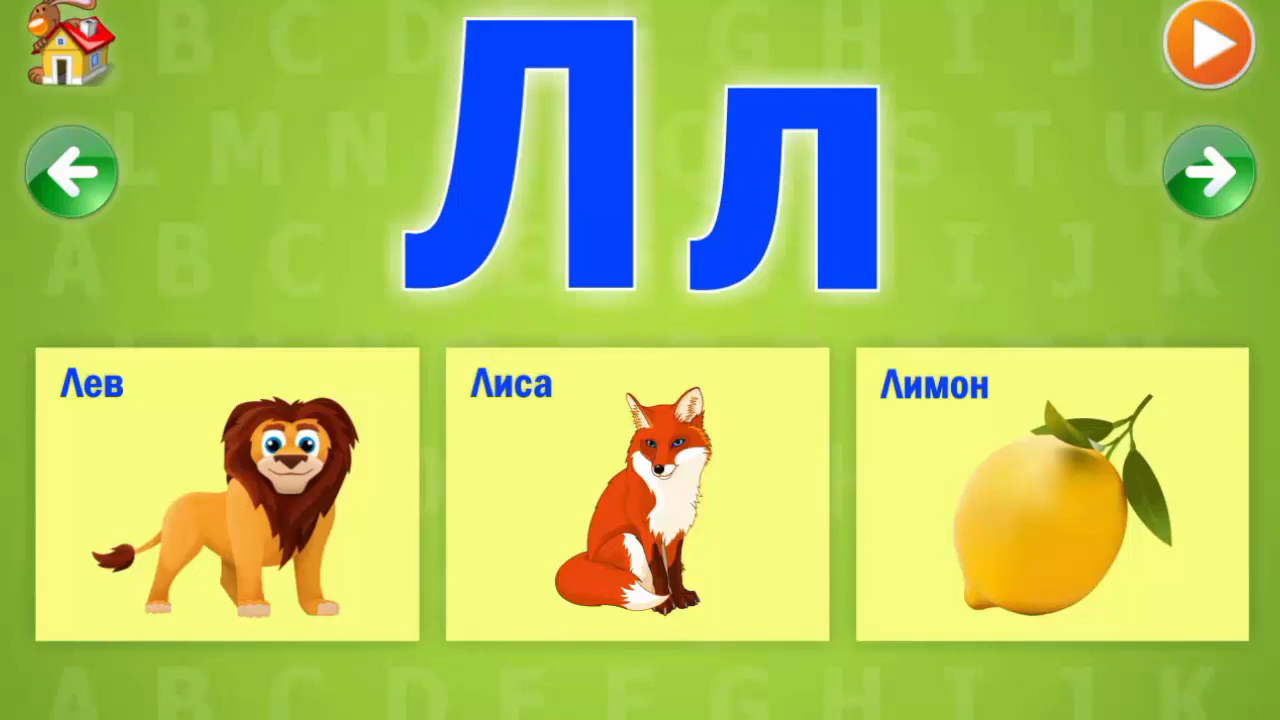 B C D G H I J
Лл
L M N S T U
A B C I J K
Лев
Лиса
Лимон
A B C D E F G H I J K